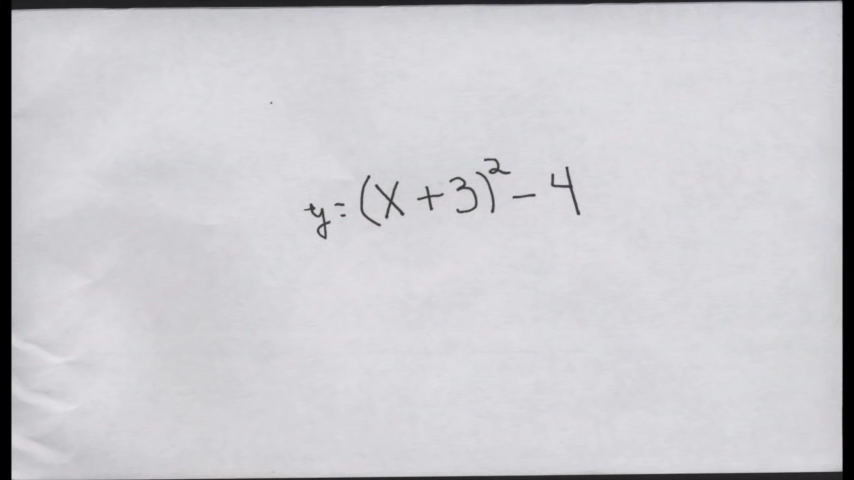 y = (x + 3)² - 4